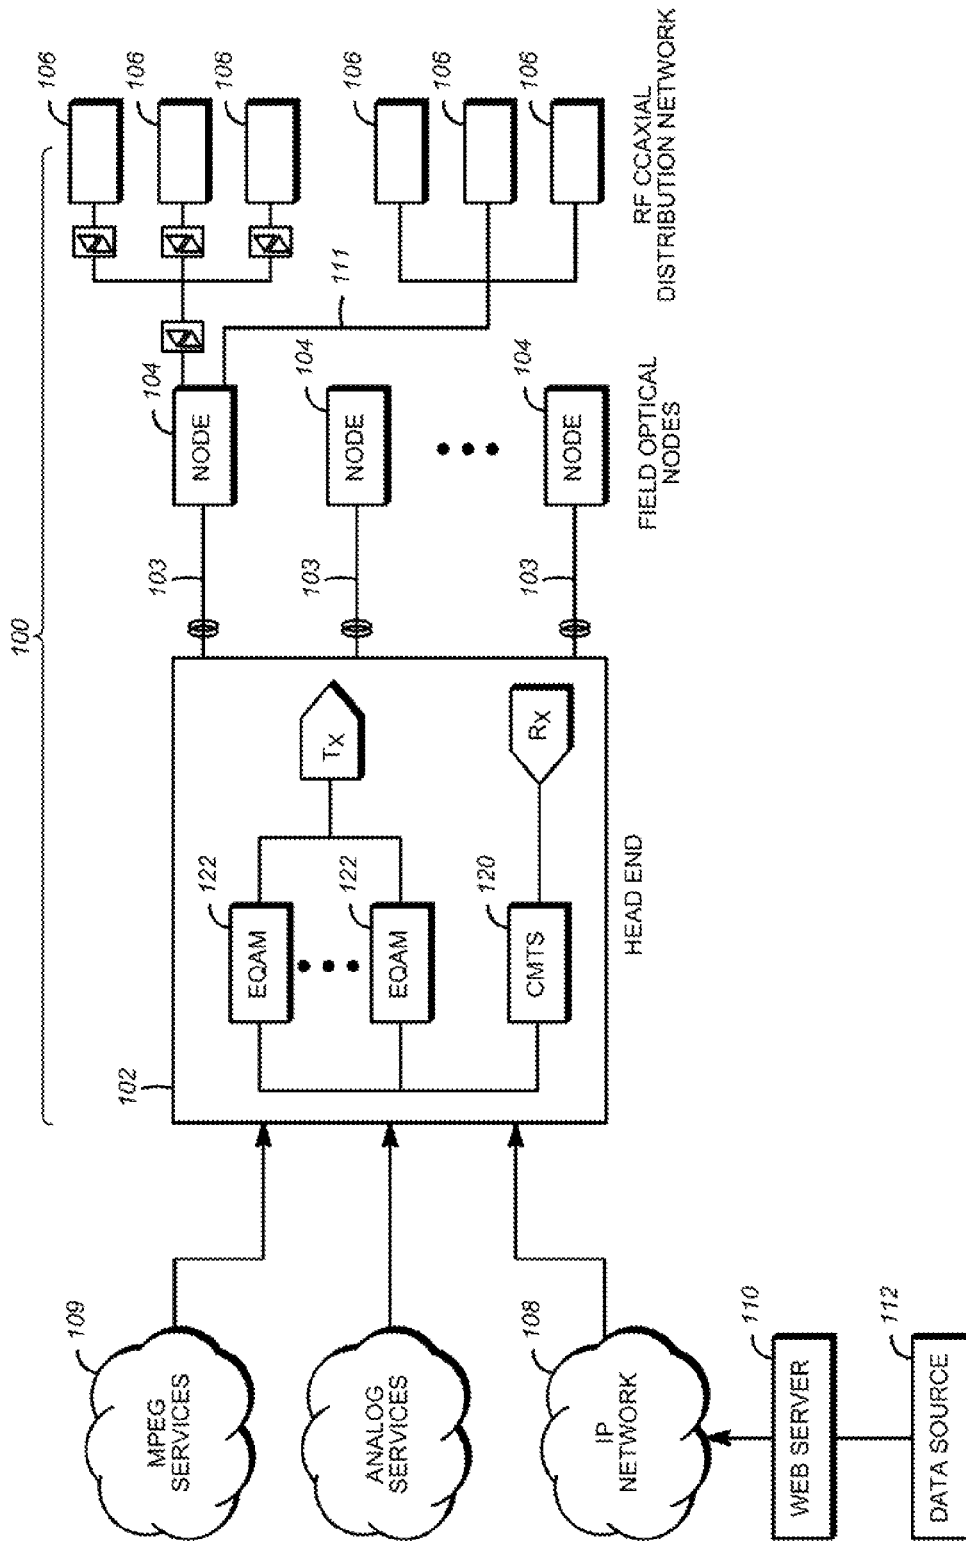 100
109
MPEG
SERVICES
ANALOG
SERVICES
108
IP
NETWORK
110
WEB SERVER
112
DATA SOURCE
102
122
EQAM
122
EQAM
120
CMTS
Tx
Rx
HEAD END
103
103
103
104
NODE
104
NODE
104
NODE
FIELD OPTICAL
NODES
111
106
106
106
106
106
106
RF CCAXIAL
DISTRIBUTION NETWORK